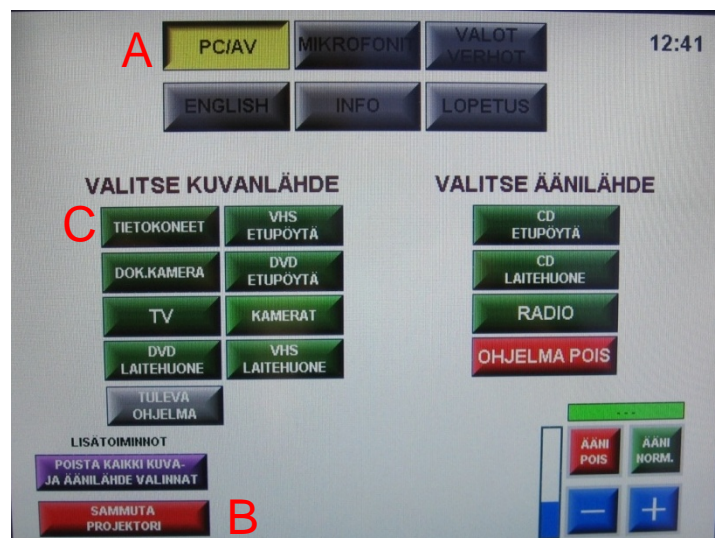 A
PC/AV
MIKROFONIT
VALOT
VERHOT
12:41
ENGLISH
INFO
LOPETUS
VALITSE KUVANLÄHDE
VALITSE ÄÄNILÄHDE
C
TIETOKONEET
VHS
ETUPÖYTÄ
CD
ETUPÖYTÄ
DOK.KAMERA
DVD
ETUPÖYTÄ
CD
LAITEHUONE
TV
KAMERAT
RADIO
DVD
LAITEHUONE
VHS
LAITEHUONE
OHJELMA POIS
TULEVA
OHJELMA
...
LISÄTOIMINNOT
POISTA KAIKKI KUVA-
JA ÄÄNILÄHDE VALINNAT
ÄÄNI
POIS
ÄÄNI
NORM.
SAMMUTA
PROJEKTORI
B
−
+